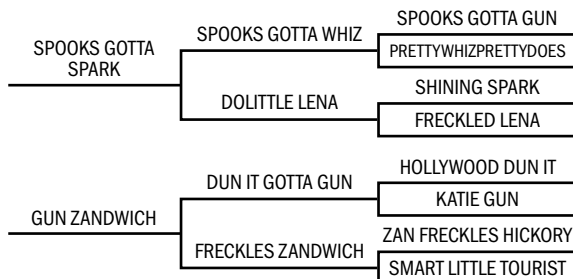 SPOOKS GOTTA GUN
SPOOKS GOTTA WHIZ
PRETTYWHIZPRETTYDOES
SPOOKS GOTTA
SPARK
SHINING SPARK
DOLITTLE LENA
FRECKLED LENA
HOLLYWOOD DUN IT
DUN IT GOTTA GUN
KATIE GUN
GUN ZANDWICH
ZAN FRECKLES HICKORY
FRECKLES ZANDWICH
SMART LITTLE TOURIST